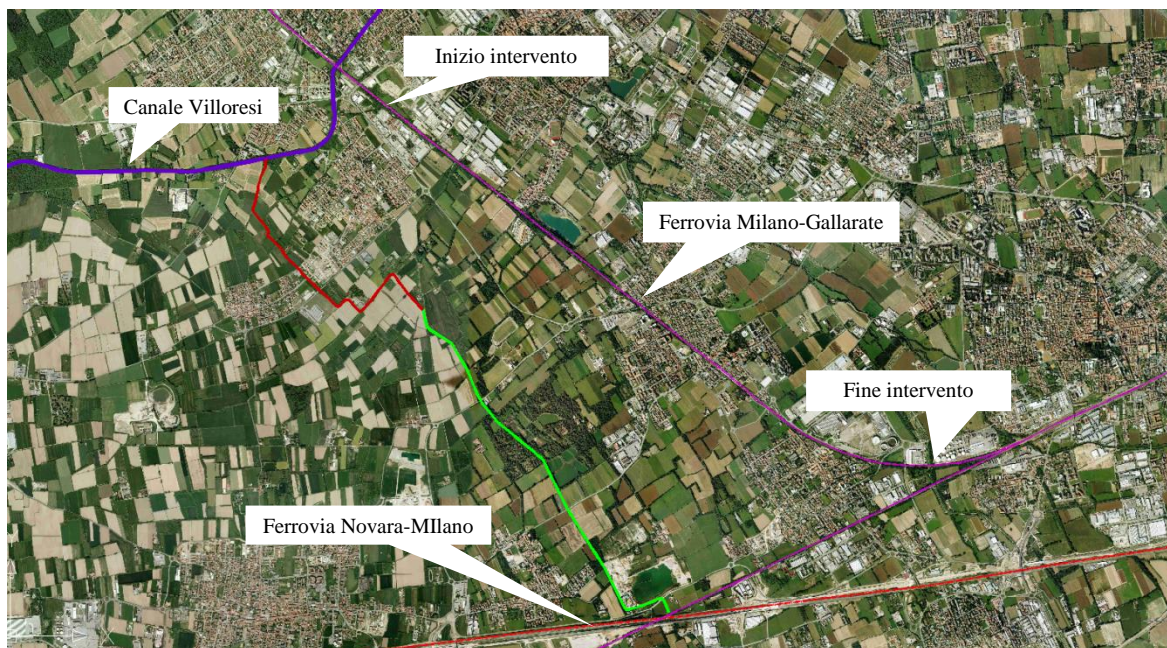 Inizio intervento
Canale Villoresi
Ferrovia Milano-Gallarate
Fine intervento
Ferrovia Novara-MIlano